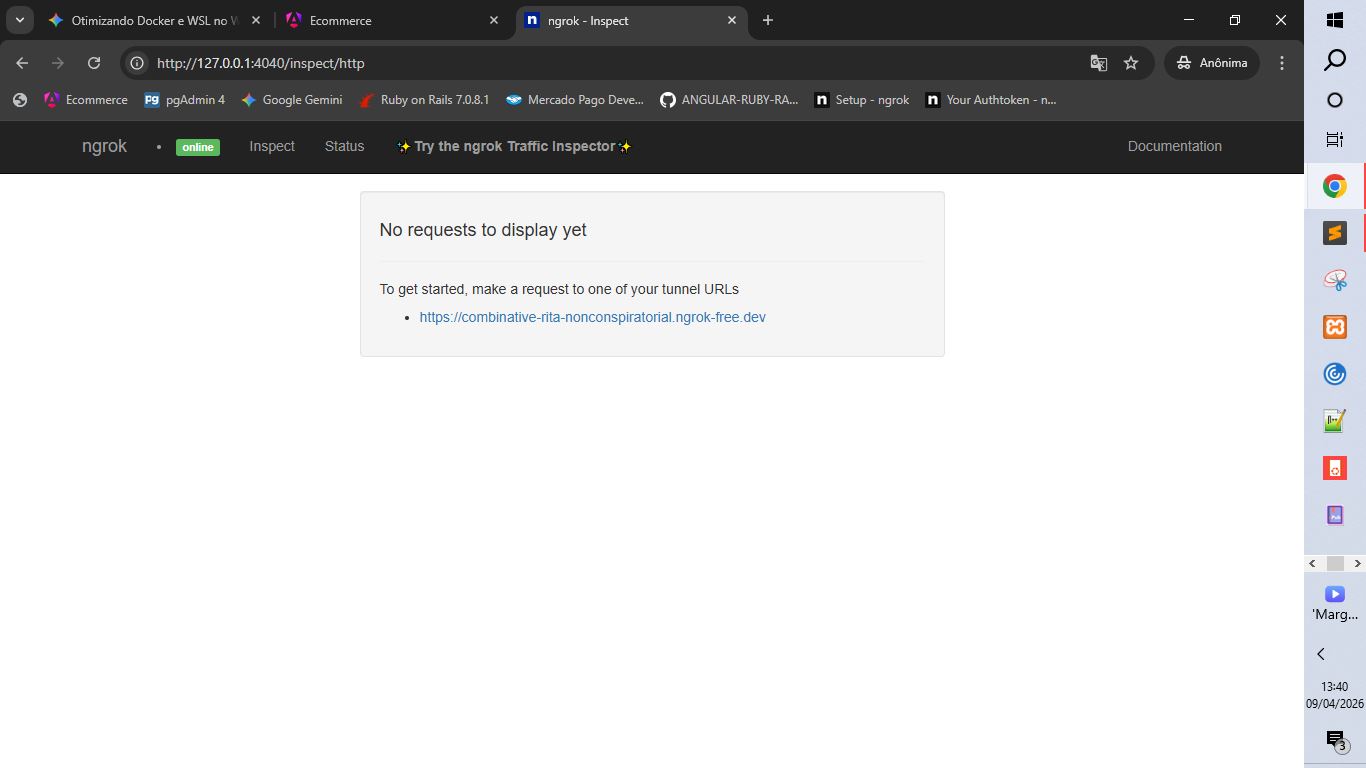 Otimizando Docker e WSL no W
Ecommerce
ngrok - Inspect
http://127.0.0.1:4040/inspect/http
Anônima
Ecommerce
pgAdmin 4
Google Gemini
Ruby on Rails 7.0.8.1
Mercado Pago Deve...
ANGULAR-RUBY-RA...
Setup - ngrok
Your Authtoken - n...
ngrok
online
Inspect
Status
✨Try the ngrok Traffic Inspector✨
Documentation
No requests to display yet
To get started, make a request to one of your tunnel URLs
• https://combinative-rita-nonconspiratorial.ngrok-free.dev
'Marg...
13:40
09/04/2026
3